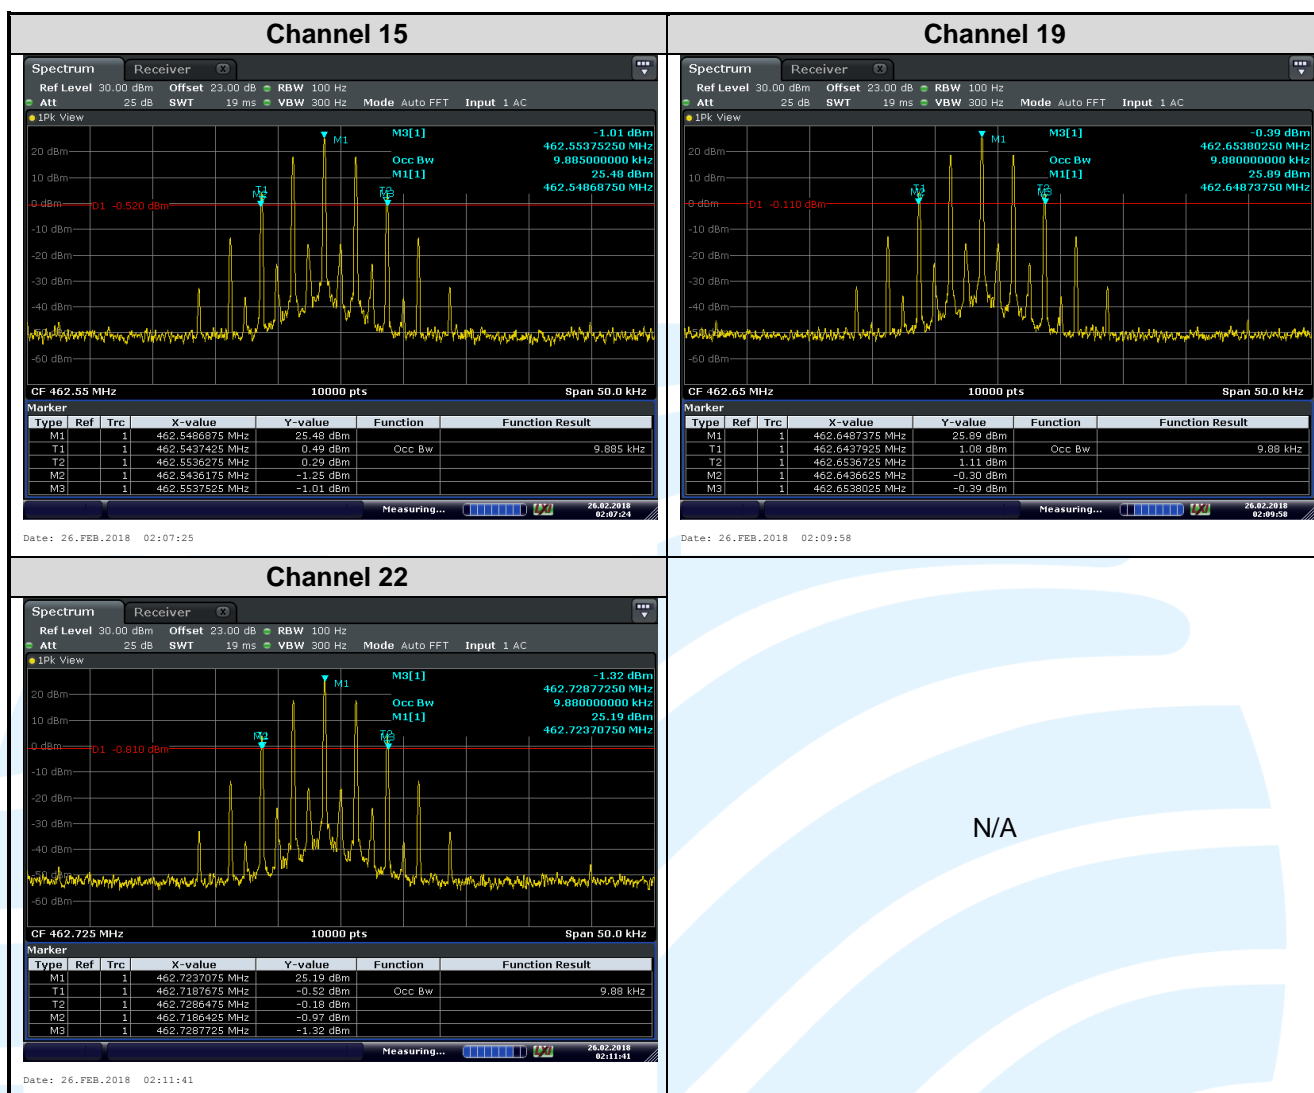 Channel 15
Spectrum Receiver
Ref Level 30.00 dBm Offset 23.00 dB RBW 100 Hz
Att 25 dB SWT 19 ms VBW 300 Hz Mode Auto FFT Input 1 AC
1Pk View
M3[1] -1.01 dBm
462.55375250 MHz
Occ Bw 9.885000000 kHz
M1[1] 25.48 dBm
462.54868750 MHz
M1
20 dBm
10 dBm
T1
T2
M3
0 dBm
D1 -0.520 dBm
-10 dBm
-20 dBm
-30 dBm
-40 dBm
-60 dBm
CF 462.55 MHz 10000 pts Span 50.0 kHz
Marker
Type Ref Trc X-value Y-value Function Function Result
M1 1 462.5486875 MHz 25.48 dBm
T1 1 462.5437425 MHz 0.49 dBm Occ Bw 9.885 kHz
T2 1 462.5536275 MHz 0.29 dBm
M2 1 462.5436175 MHz -1.25 dBm
M3 1 462.5537525 MHz -1.01 dBm
Measuring... 26.02.2018
02:07:24
Date: 26.FEB.2018 02:07:25
Channel 19
Spectrum Receiver
Ref Level 30.00 dBm Offset 23.00 dB RBW 100 Hz
Att 25 dB SWT 19 ms VBW 300 Hz Mode Auto FFT Input 1 AC
1Pk View
M3[1] -0.39 dBm
462.65380250 MHz
Occ Bw 9.880000000 kHz
M1[1] 25.89 dBm
462.64873750 MHz
M1
20 dBm
10 dBm
T1
T2
M3
0 dBm
D1 -0.110 dBm
-10 dBm
-20 dBm
-30 dBm
-40 dBm
-60 dBm
CF 462.65 MHz 10000 pts Span 50.0 kHz
Marker
Type Ref Trc X-value Y-value Function Function Result
M1 1 462.6487375 MHz 25.89 dBm
T1 1 462.6437925 MHz 1.08 dBm Occ Bw 9.88 kHz
T2 1 462.6536725 MHz 1.11 dBm
M2 1 462.6436625 MHz -0.30 dBm
M3 1 462.6538025 MHz -0.39 dBm
Measuring... 26.02.2018
02:09:58
Date: 26.FEB.2018 02:09:58
Channel 22
Spectrum Receiver
Ref Level 30.00 dBm Offset 23.00 dB RBW 100 Hz
Att 25 dB SWT 19 ms VBW 300 Hz Mode Auto FFT Input 1 AC
1Pk View
M3[1] -1.32 dBm
462.72877250 MHz
Occ Bw 9.880000000 kHz
M1[1] 25.19 dBm
462.72370750 MHz
M1
20 dBm
10 dBm
M3
0 dBm
D1 -0.810 dBm
-10 dBm
-20 dBm
-30 dBm
-40 dBm
-60 dBm
CF 462.725 MHz 10000 pts Span 50.0 kHz
Marker
Type Ref Trc X-value Y-value Function Function Result
M1 1 462.7237075 MHz 25.19 dBm
T1 1 462.7187675 MHz -0.52 dBm Occ Bw 9.88 kHz
T2 1 462.7286475 MHz -0.18 dBm
M2 1 462.7186425 MHz -0.97 dBm
M3 1 462.7287725 MHz -1.32 dBm
Measuring... 26.02.2018
02:11:41
Date: 26.FEB.2018 02:11:41
N/A